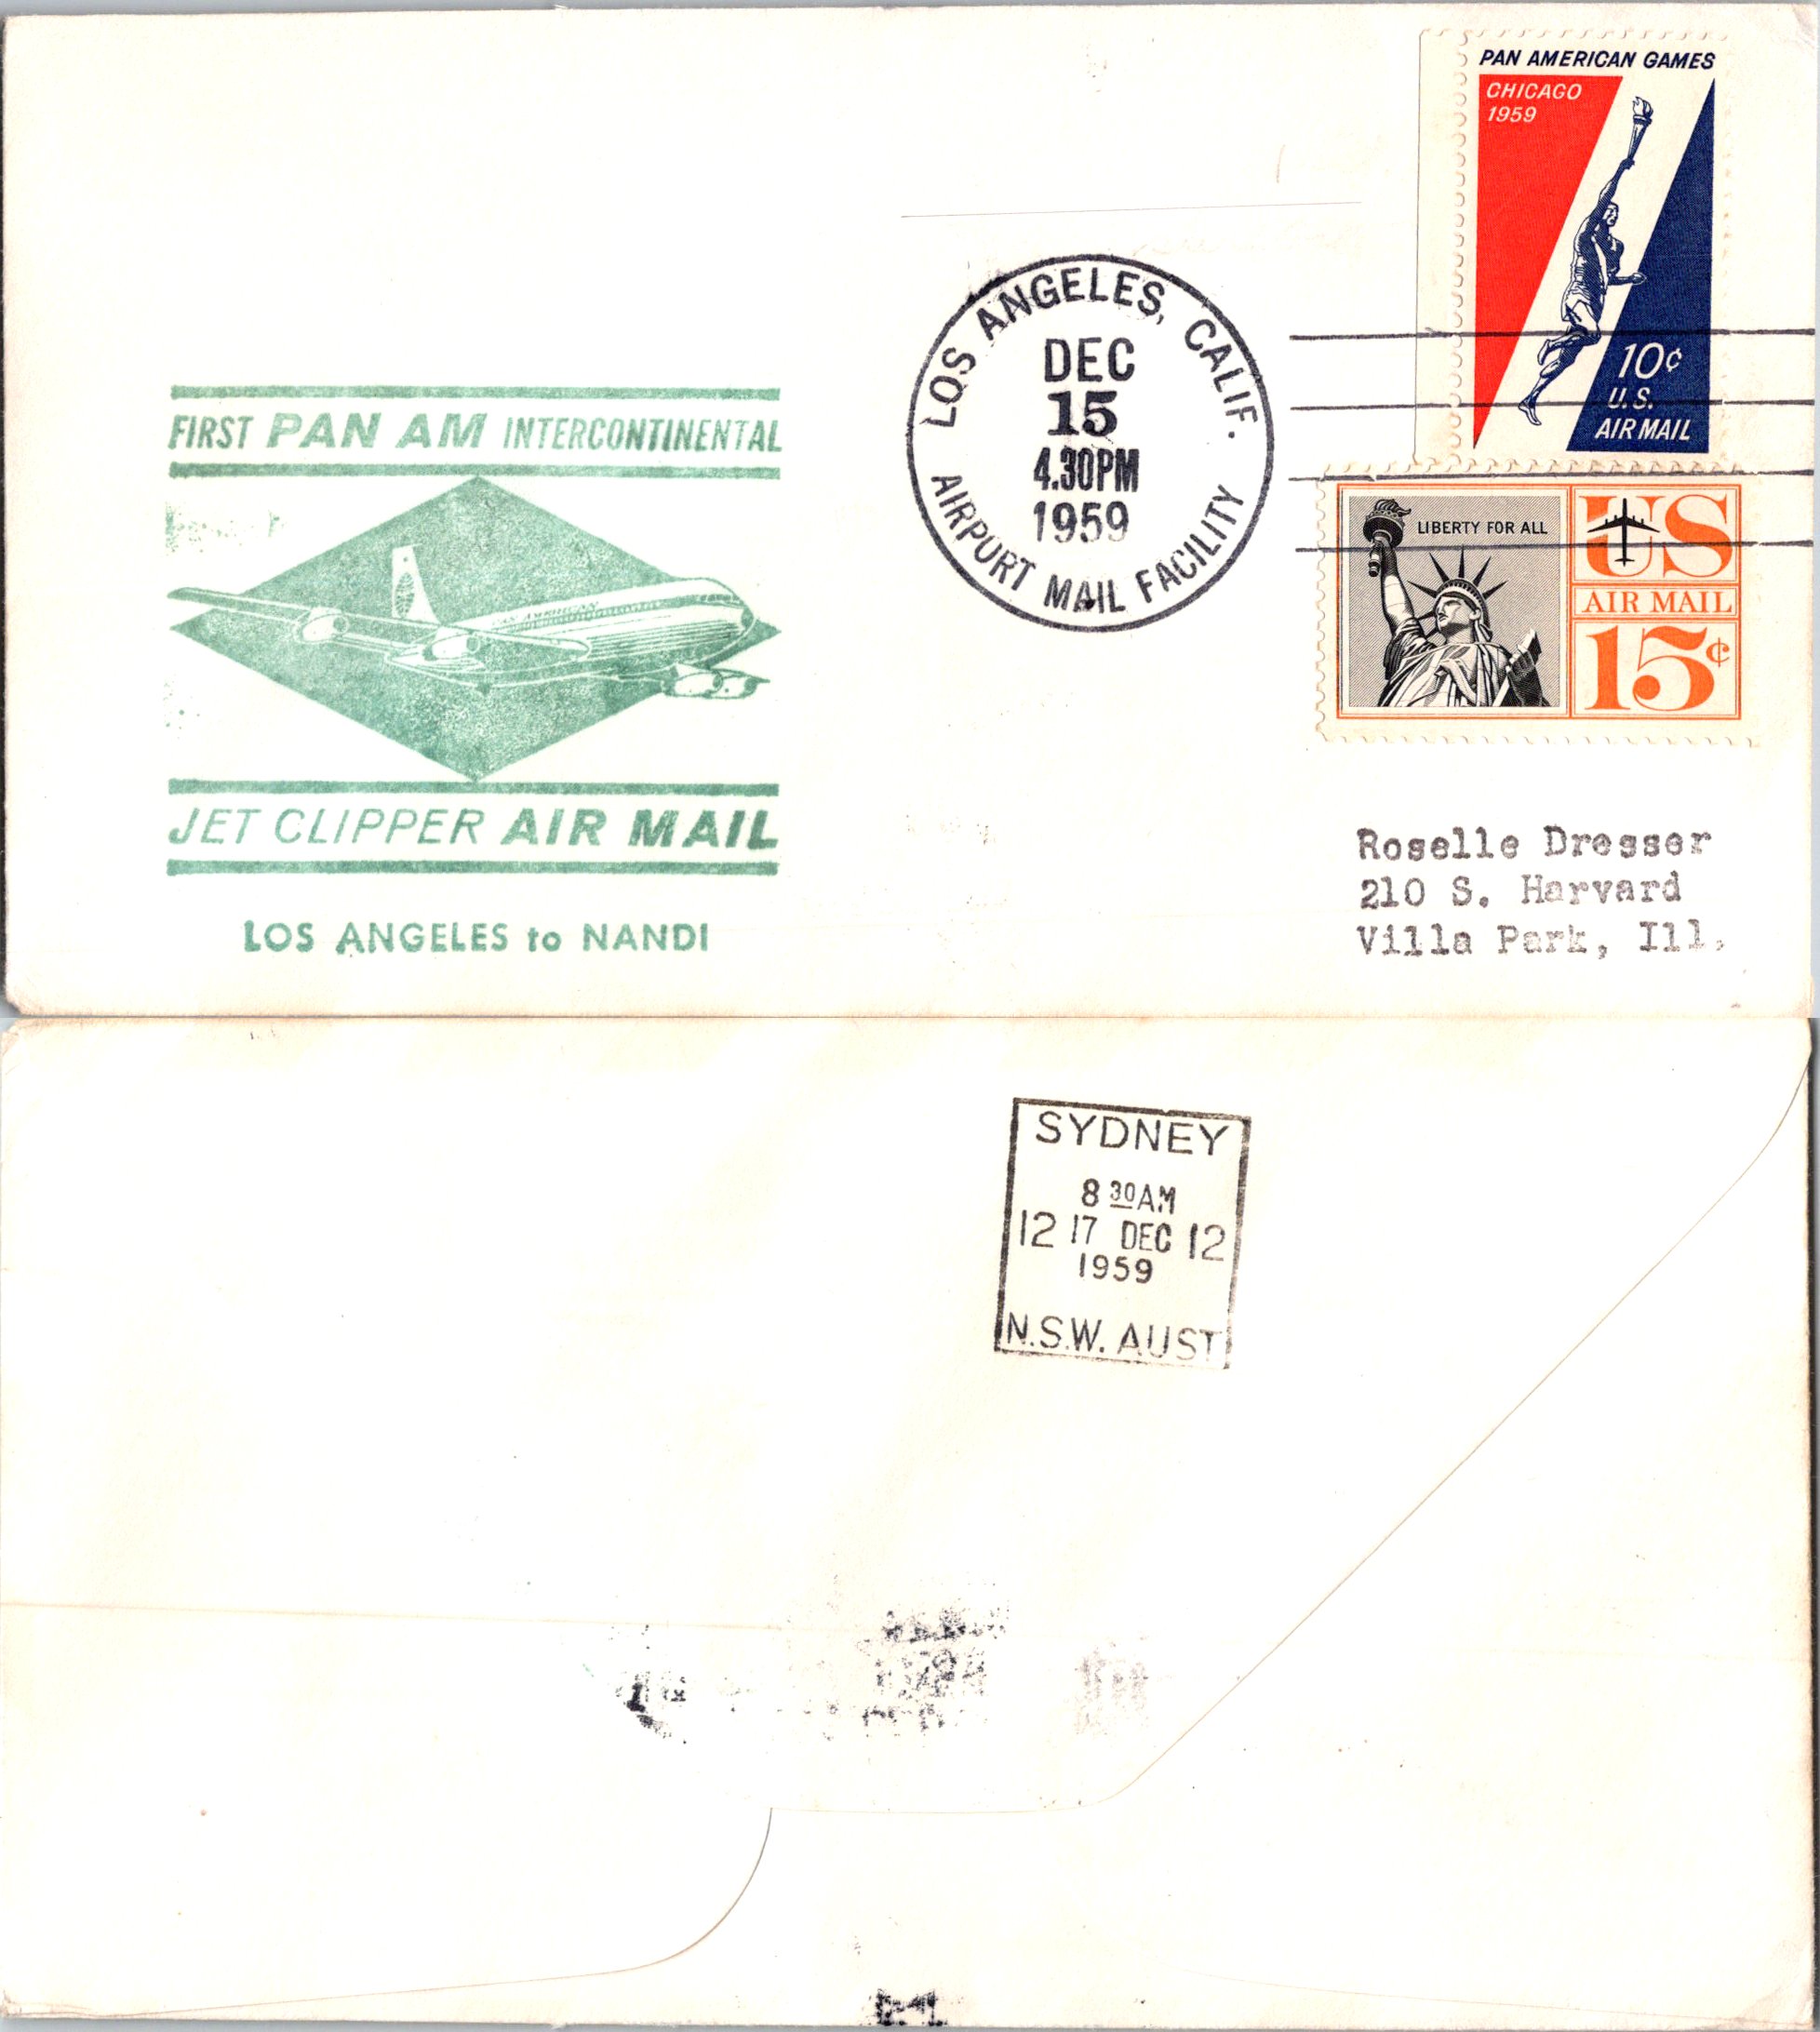 PAN AMERICAN GAMES
CHICAGO
1959
10¢
U.S.
AIR MAIL
LIBERTY FOR ALL
US
AIR MAIL
15¢
LOS ANGELES, CALIF.
DEC
15
4.30PM
1959
AIRPORT MAIL FACILITY
FIRST PAN AM INTERCONTINENTAL
PAN AMERICAN
JET CLIPPER AIR MAIL
LOS ANGELES to NANDI
Roselle Dresser
210 S. Harvard
Villa Park, Ill.
SYDNEY
8 30AM
12 17 DEC 12
1959
N.S.W. AUST